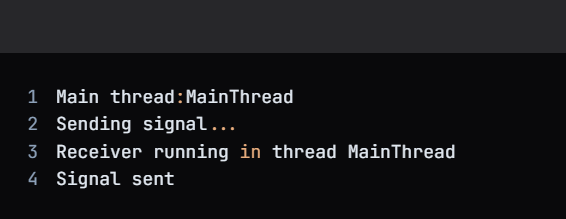 1 Main thread:MainThread
2 Sending signal...
3 Receiver running in thread MainThread
4 Signal sent